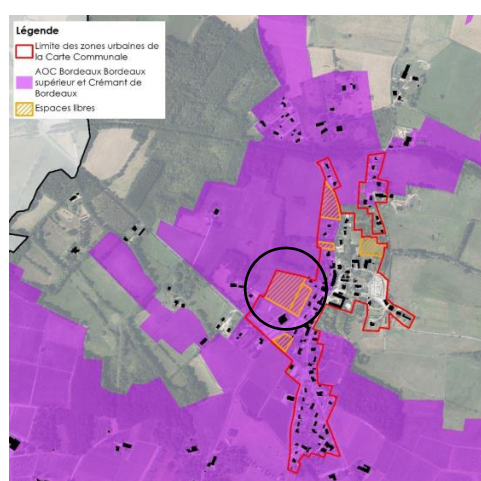 Légende
Limite des zones urbaines de
la Carte Communale
AOC Bordeaux Bordeaux
supérieur et Crémant de
Bordeaux
Espaces libres